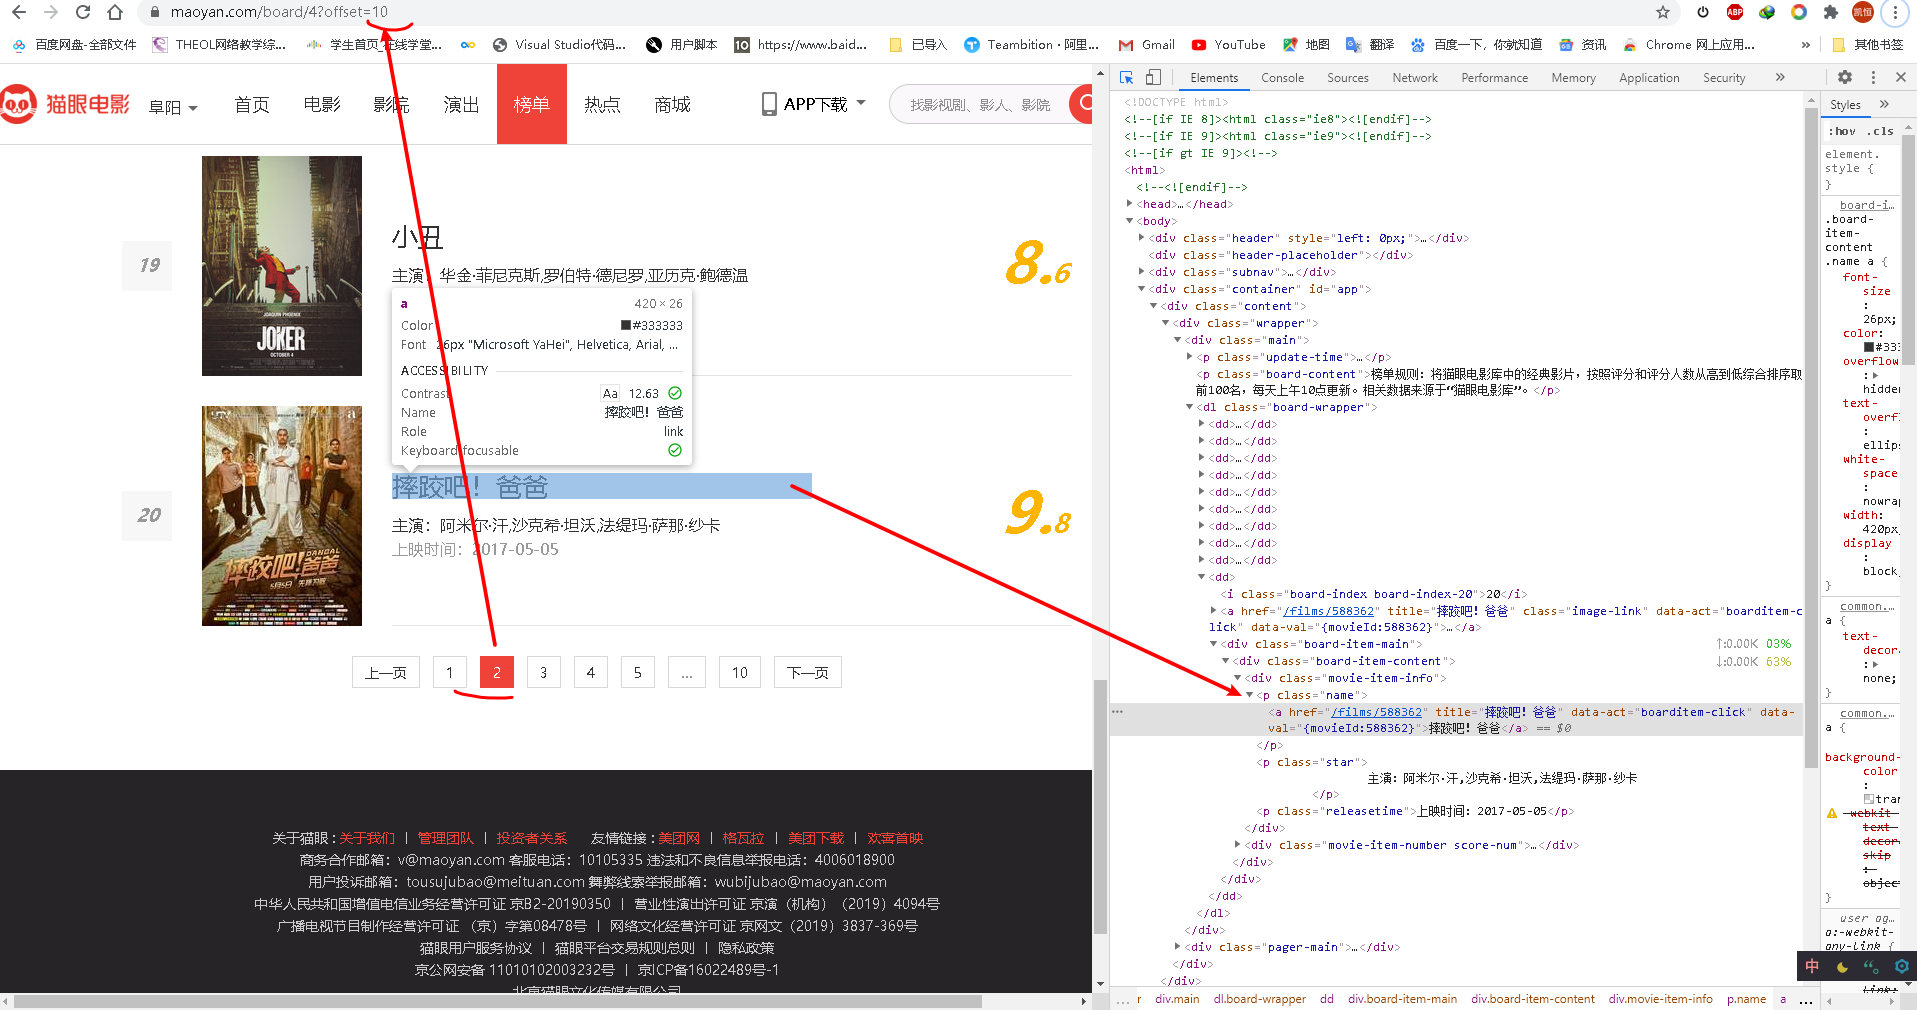 maoyan.com/board/4?offset=10
百度网盘-全部文件 THEOL网络教学综... 学生首页_在线学堂... Visual Studio代码... 用户脚本 https://www.baid... 已导入 Teambition · 阿里... Gmail YouTube 地图 翻译 百度一下，你就知道 资讯 Chrome 网上应用... » 其他书签
猫眼电影 阜阳 首页 电影 影院 演出 榜单 热点 商城 APP下载 找影视剧、影人、影院
19
JOAQUIN PHOENIX
JOKER
OCTOBER 4
小丑
主演：华金·菲尼克斯,罗伯特·德尼罗,亚历克·鲍德温
8.6
a 420 × 26
Color #333333
Font 26px "Microsoft YaHei", Helvetica, Arial, ...
ACCESSIBILITY
Contrast Aa 12.63
Name 摔跤吧！爸爸
Role link
Keyboard-focusable
20
DANGAL
摔跤吧!爸爸
摔跤吧！爸爸
主演：阿米尔·汗,沙克希·坦沃,法缇玛·萨那·纱卡
上映时间：2017-05-05
9.8
上一页 1 2 3 4 5 ... 10 下一页
关于猫眼 : 关于我们 | 管理团队 | 投资者关系 友情链接 : 美团网 | 格瓦拉 | 美团下载 | 欢喜首映
商务合作邮箱：v@maoyan.com 客服电话：10105335 违法和不良信息举报电话：4006018900
用户投诉邮箱：tousujubao@meituan.com 舞弊线索举报邮箱：wubijubao@maoyan.com
中华人民共和国增值电信业务经营许可证 京B2-20190350 | 营业性演出许可证 京演（机构）（2019）4094号
广播电视节目制作经营许可证 （京）字第08478号 | 网络文化经营许可证 京网文（2019）3837-369号
猫眼用户服务协议 | 猫眼平台交易规则总则 | 隐私政策
京公网安备 11010102003232号 | 京ICP备16022489号-1
北京猫眼文化传媒有限公司
Elements Console Sources Network Performance Memory Application Security »
<!DOCTYPE html>
<!--[if IE 8]><html class="ie8"><![endif]-->
<!--[if IE 9]><html class="ie9"><![endif]-->
<!--[if gt IE 9]><!-->
<html>
<!--<![endif]-->
<head>…</head>
<body>
<div class="header" style="left: 0px;">…</div>
<div class="header-placeholder"></div>
<div class="subnav">…</div>
<div class="container" id="app">
<div class="content">
<div class="wrapper">
<div class="main">
<p class="update-time">…</p>
<p class="board-content">榜单规则：将猫眼电影库中的经典影片，按照评分和评分人数从高到低综合排序取
前100名，每天上午10点更新。相关数据来源于“猫眼电影库”。</p>
<dl class="board-wrapper">
<dd>…</dd>
<dd>…</dd>
<dd>…</dd>
<dd>…</dd>
<dd>…</dd>
<dd>…</dd>
<dd>…</dd>
<dd>…</dd>
<dd>…</dd>
<dd>
<i class="board-index board-index-20">20</i>
<a href="/films/588362" title="摔跤吧！爸爸" class="image-link" data-act="boarditem-c
lick" data-val="{movieId:588362}">…</a>
<div class="board-item-main">
<div class="board-item-content">
<div class="movie-item-info">
<p class="name">
<a href="/films/588362" title="摔跤吧！爸爸" data-act="boarditem-click" data-
val="{movieId:588362}">摔跤吧！爸爸</a> == $0
</p>
<p class="star">
主演：阿米尔·汗,沙克希·坦沃,法缇玛·萨那·纱卡
</p>
<p class="releasetime">上映时间：2017-05-05</p>
</div>
<div class="movie-item-number score-num">…</div>
</div>
</div>
</dd>
</dl>
</div>
<div class="pager-main">…</div>
</div>
</div>
↑:0.00K 03%
↓:0.00K 63%
... r div.main dl.board-wrapper dd div.board-item-main div.board-item-content div.movie-item-info p.name a ...
Styles »
:hov .cls
element.
style {
}
board-i…
.board-
item-
content
.name a {
font-
size
:
26px;
color:
#333
overflow
:
hidden
text-
overfl
:
ellips
white-
space
:
nowrap
width:
420px
display
:
block
}
common.…
a {
text-
decora
:
none;
}
common.…
a {
background-
color
:
tran
-webkit
text
decor
skip
:
object
}
user ag…
a:-webkit-
any-link {
中